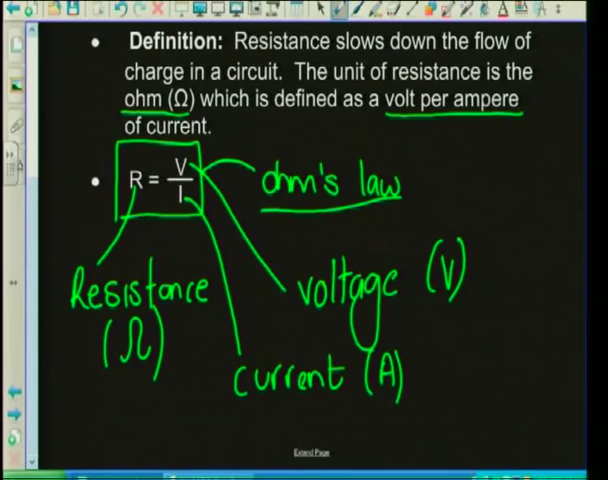 • Definition: Resistance slows down the flow of
charge in a circuit. The unit of resistance is the
ohm (Ω) which is defined as a volt per ampere
of current.
• R = V/I
ohm's law
Resistance
(Ω)
voltage (V)
current (A)
Extend Page